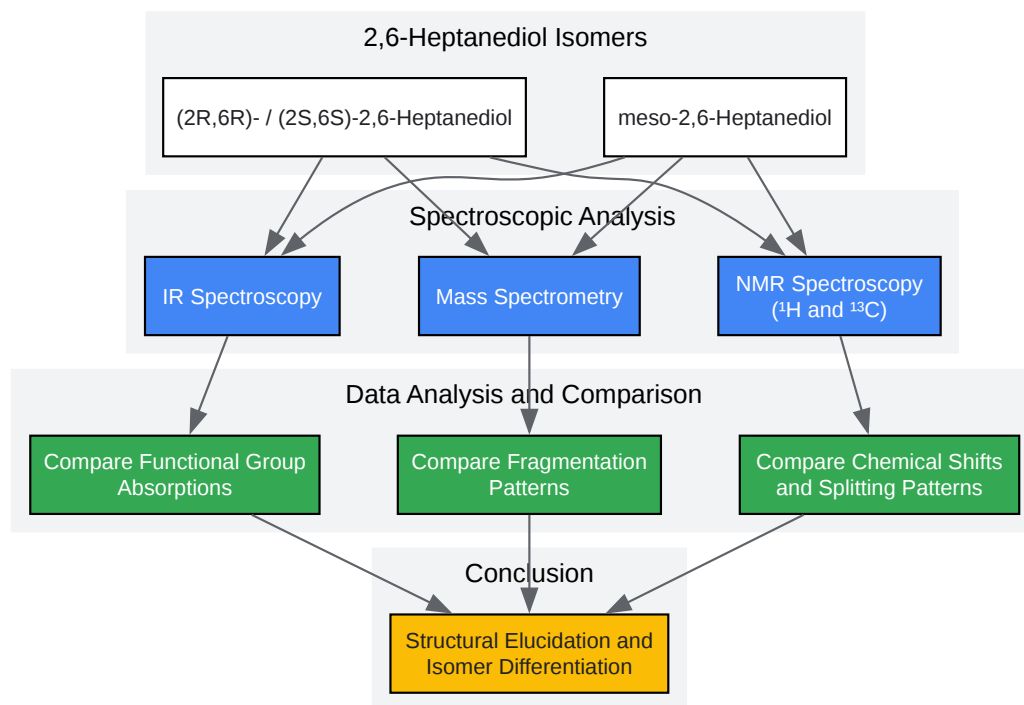 2,6-Heptanediol Isomers
(2R,6R)- / (2S,6S)-2,6-Heptanediol
meso-2,6-Heptanediol
Spectroscopic Analysis
IR Spectroscopy
Mass Spectrometry
NMR Spectroscopy
(¹H and ¹³C)
Data Analysis and Comparison
Compare Functional Group
Absorptions
Compare Fragmentation
Patterns
Compare Chemical Shifts
and Splitting Patterns
Conclusion
Structural Elucidation and
Isomer Differentiation